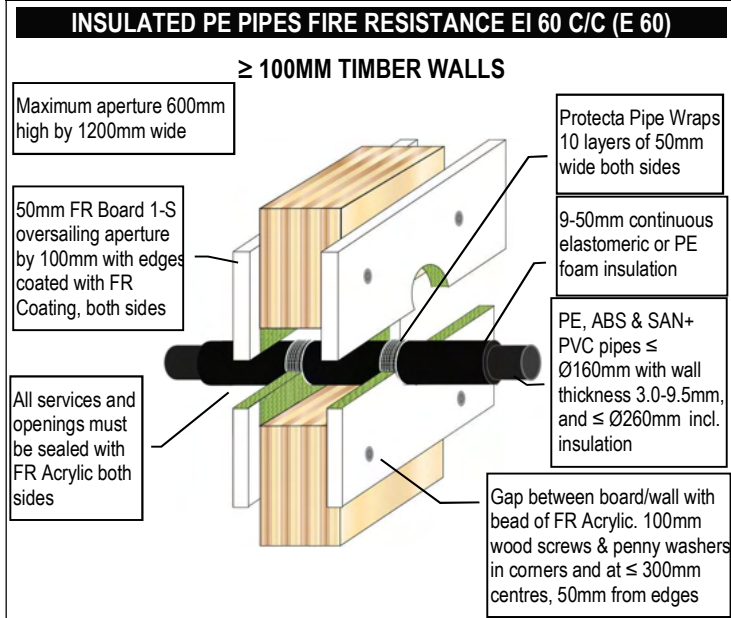 INSULATED PE PIPES FIRE RESISTANCE EI 60 C/C (E 60)
≥ 100MM TIMBER WALLS
Maximum aperture 600mm
high by 1200mm wide
50mm FR Board 1-S
oversailing aperture
by 100mm with edges
coated with FR
Coating, both sides
All services and
openings must
be sealed with
FR Acrylic both
sides
Protecta Pipe Wraps
10 layers of 50mm
wide both sides
9-50mm continuous
elastomeric or PE
foam insulation
PE, ABS & SAN+
PVC pipes ≤
Ø160mm with wall
thickness 3.0-9.5mm,
and ≤ Ø260mm incl.
insulation
Gap between board/wall with
bead of FR Acrylic. 100mm
wood screws & penny washers
in corners and at ≤ 300mm
centres, 50mm from edges